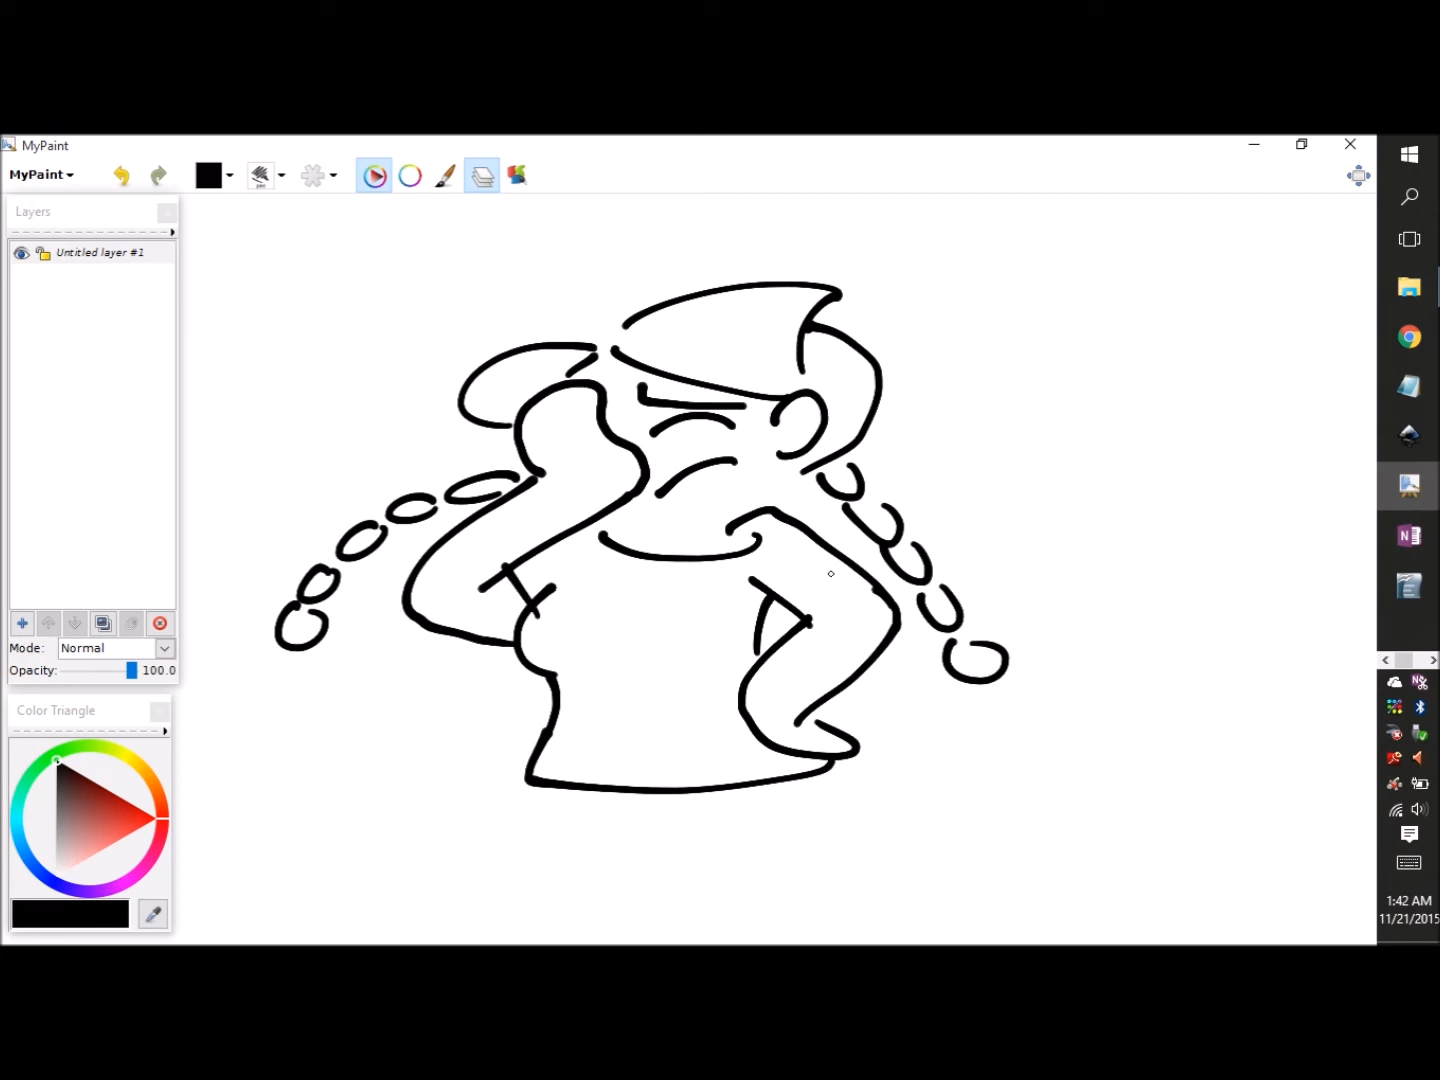 MyPaint
MyPaint
Layers
Untitled layer #1
Mode: Normal
Opacity: 100.0
Color Triangle
1:42 AM
11/21/2015